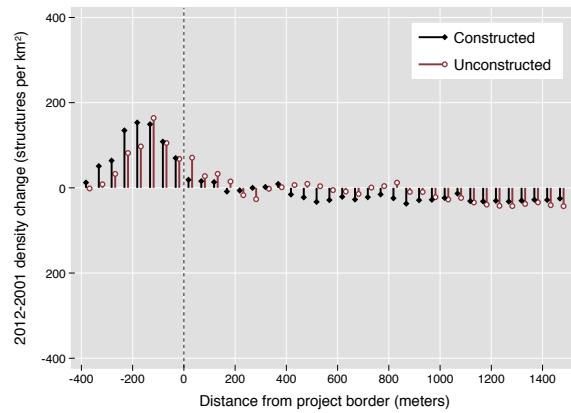 2012-2001 density change (structures per km²)
400
200
0
200
-400
Constructed
Unconstructed
-400 -200 0 200 400 600 800 1000 1200 1400
Distance from project border (meters)